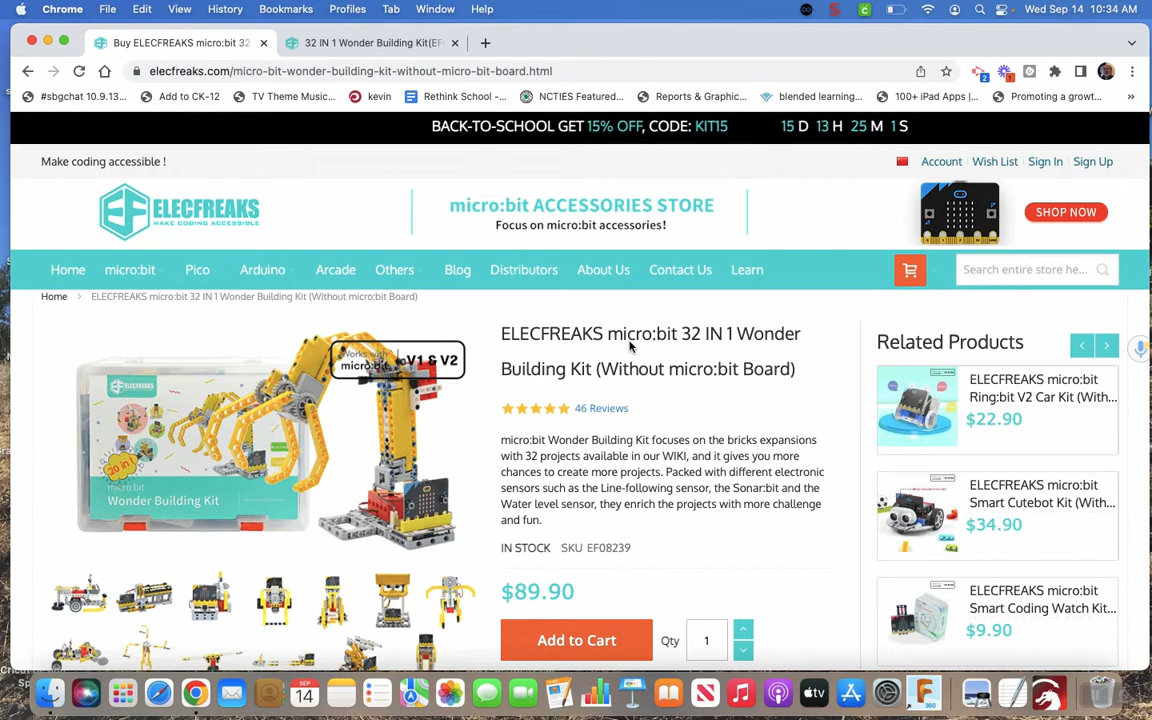 Chrome File Edit View History Bookmarks Profiles Tab Window Help Wed Sep 14 10:34 AM
Buy ELECFREAKS micro:bit 32 32 IN 1 Wonder Building Kit(EF
elecfreaks.com/micro-bit-wonder-building-kit-without-micro-bit-board.html
#sbgchat 10.9.13... Add to CK-12 TV Theme Music... kevin Rethink School –... NCTIES Featured... Reports & Graphic... blended learning... 100+ iPad Apps |... Promoting a growt... »
BACK-TO-SCHOOL GET 15% OFF, CODE: KIT15 15 D 13 H 25 M 1 S
Make coding accessible ! Account Wish List Sign In Sign Up
ELECFREAKS
MAKE CODING ACCESSIBLE
micro:bit ACCESSORIES STORE
Focus on micro:bit accessories!
SHOP NOW
Home micro:bit Pico Arduino Arcade Others Blog Distributors About Us Contact Us Learn Search entire store he...
Home > ELECFREAKS micro:bit 32 IN 1 Wonder Building Kit (Without micro:bit Board)
Works with
micro:bit V1 & V2
ELECFREAKS
20 in 1
micro:bit
Wonder Building Kit
ELECFREAKS micro:bit 32 IN 1 Wonder
Building Kit (Without micro:bit Board)
46 Reviews
micro:bit Wonder Building Kit focuses on the bricks expansions
with 32 projects available in our WIKI, and it gives you more
chances to create more projects. Packed with different electronic
sensors such as the Line-following sensor, the Sonar:bit and the
Water level sensor, they enrich the projects with more challenge
and fun.
IN STOCK SKU EF08239
$89.90
Add to Cart Qty 1
Related Products
ELECFREAKS micro:bit
Ring:bit V2 Car Kit (With...
$22.90
ELECFREAKS micro:bit
Smart Cutebot Kit (With...
$34.90
ELECFREAKS micro:bit
Smart Coding Watch Kit...
$9.90
SEP
14
tv
360